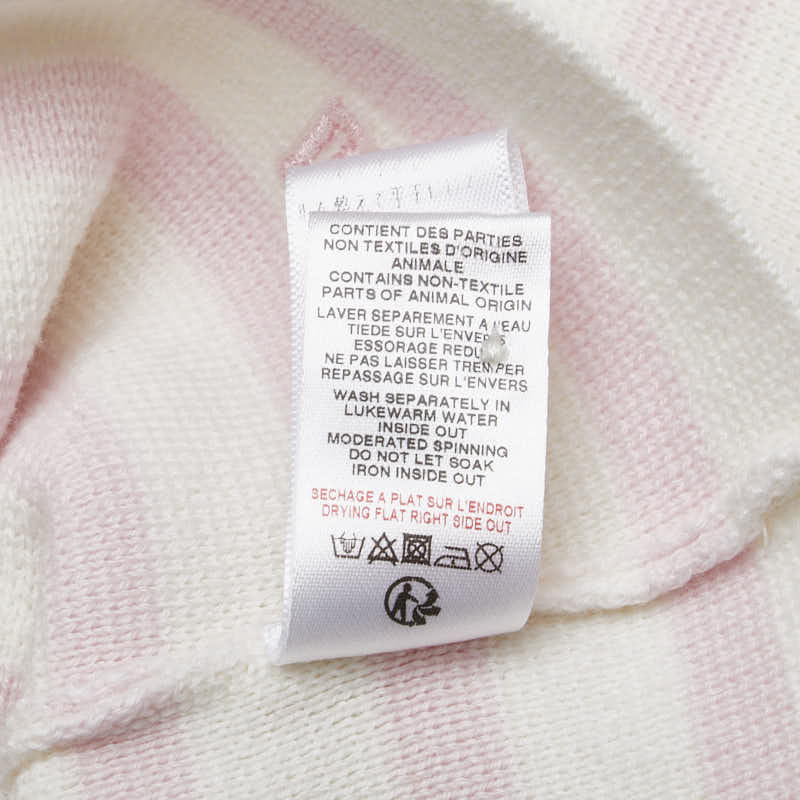 CONTIENT DES PARTIES
NON TEXTILES D'ORIGINE
ANIMALE
CONTAINS NON-TEXTILE
PARTS OF ANIMAL ORIGIN
LAVER SEPAREMENT A L'EAU
TIEDE SUR L'ENVERS
ESSORAGE
NE PAS LAISSER TREMPER
REPASSAGE SUR L'ENVERS
WASH SEPARATELY IN
LUKEWARM WATER
INSIDE OUT
MODERATED SPINNING
DO NOT LET SOAK
IRON INSIDE OUT
SECHAGE A PLAT SUR L'ENDROIT
DRYING FLAT RIGHT SIDE OUT